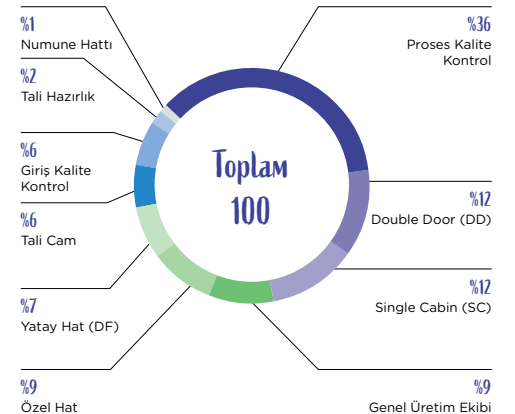 %1
Numune Hattı
%2
Tali Hazırlık
%6
Giriş Kalite
Kontrol
%6
Tali Cam
%7
Yatay Hat (DF)
%9
Özel Hat
Toplam
100
%36
Proses Kalite
Kontrol
%12
Double Door (DD)
%12
Single Cabin (SC)
%9
Genel Üretim Ekibi